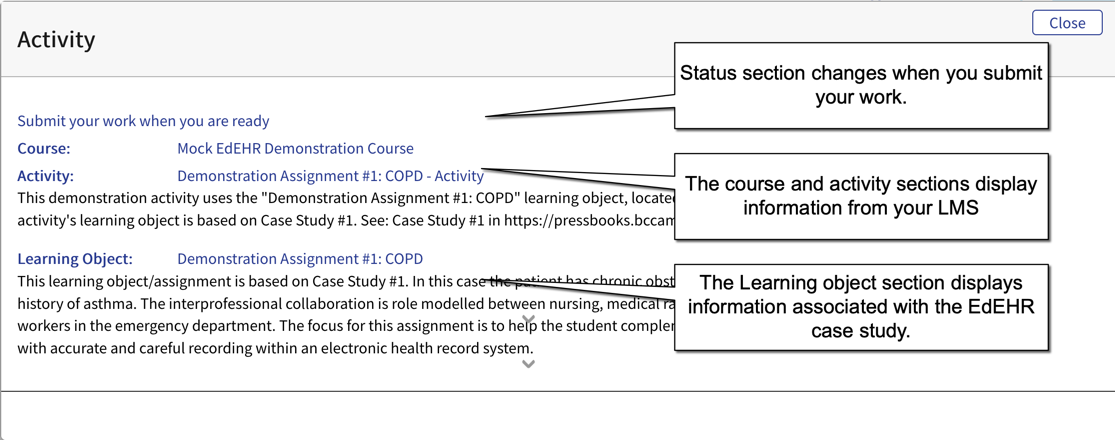 Activity
Close
Status section changes when you submit
your work.
Submit your work when you are ready
Course: Mock EdEHR Demonstration Course
Activity: Demonstration Assignment #1: COPD - Activity
The course and activity sections display
information from your LMS
This demonstration activity uses the "Demonstration Assignment #1: COPD" learning object, locate
activity's learning object is based on Case Study #1. See: Case Study #1 in https://pressbooks.bccam
Learning Object: Demonstration Assignment #1: COPD
The Learning object section displays
information associated with the EdEHR
case study.
This learning object/assignment is based on Case Study #1. In this case the patient has chronic obst
history of asthma. The interprofessional collaboration is role modelled between nursing, medical ra
workers in the emergency department. The focus for this assignment is to help the student compler
with accurate and careful recording within an electronic health record system.